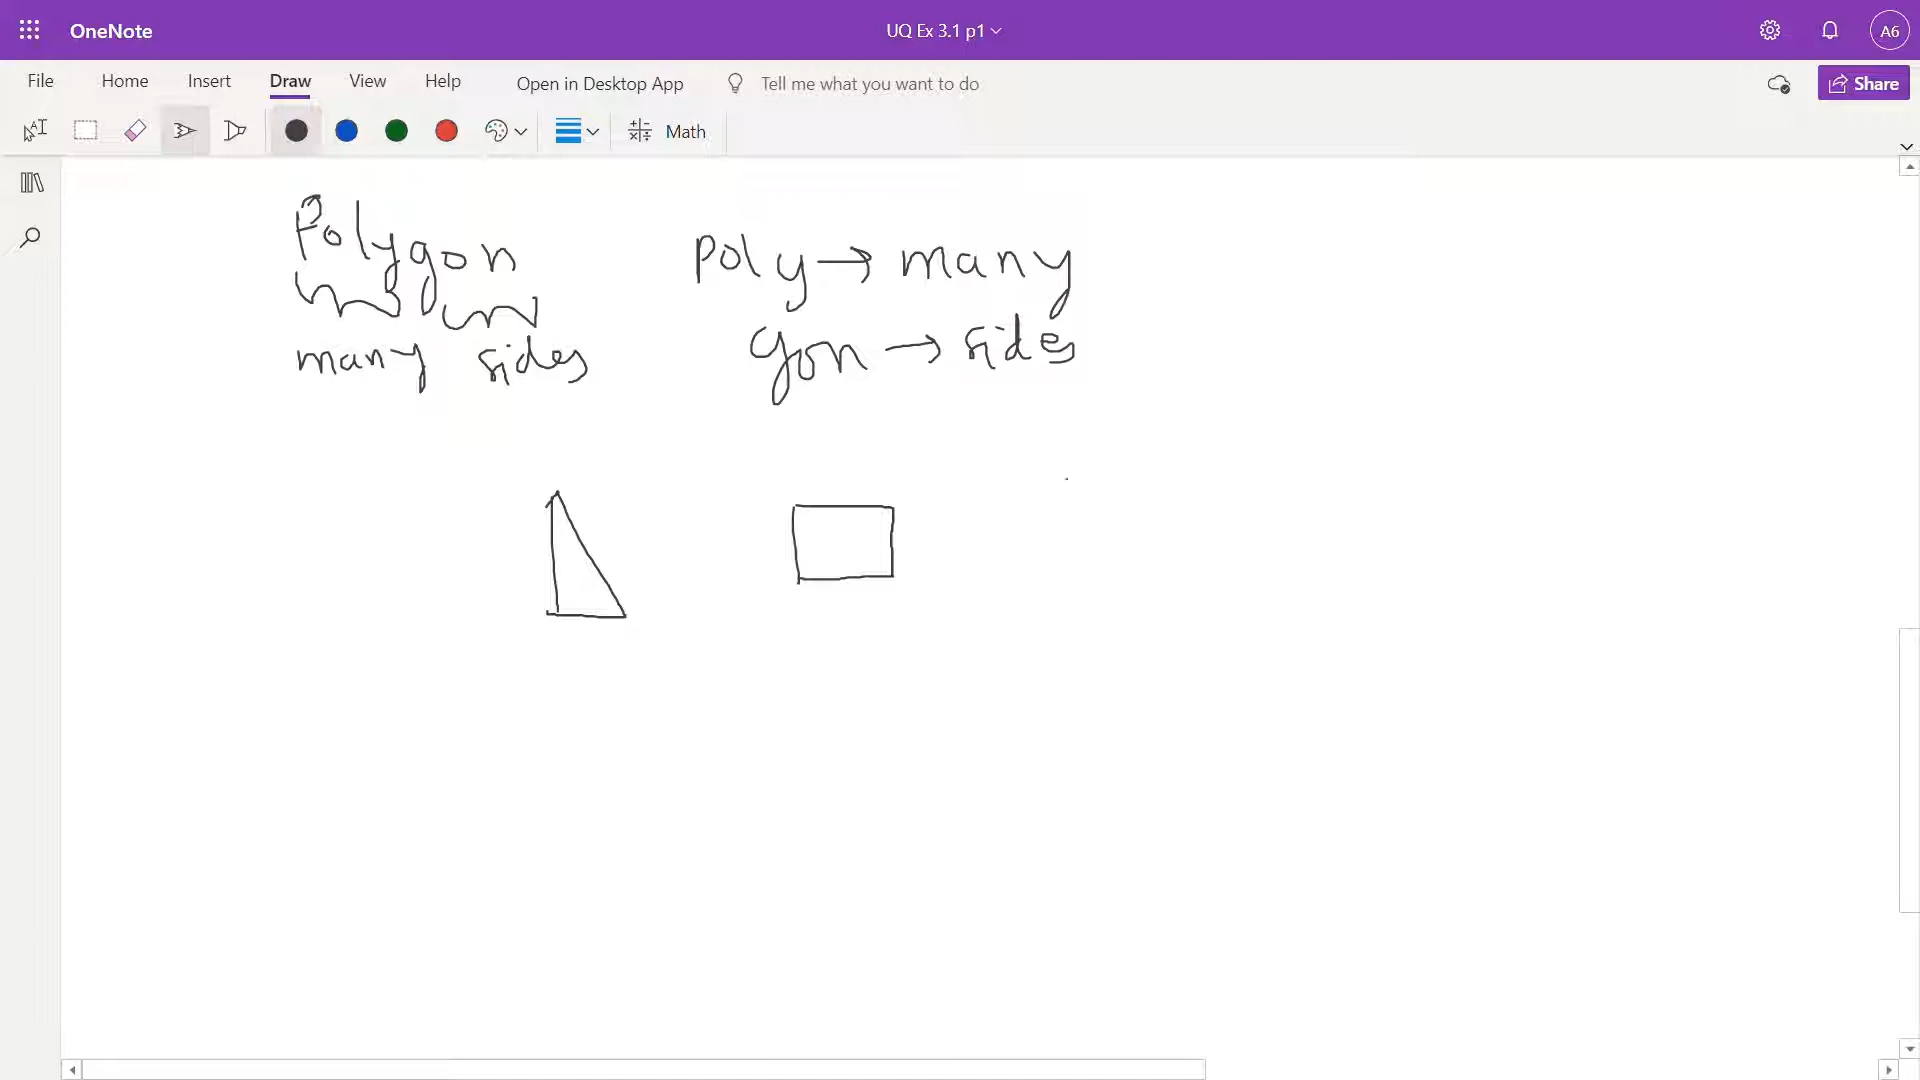 OneNote
UQ Ex 3.1 p1
A6
File Home Insert Draw View Help Open in Desktop App Tell me what you want to do
Share
Math
Polygon
many sides
Poly → many
gon → sides